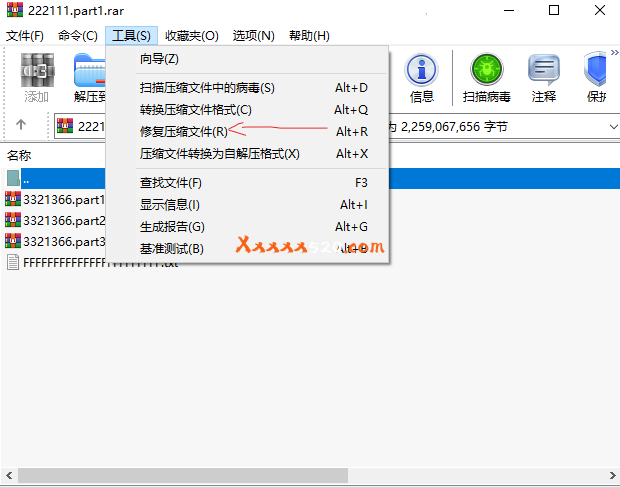 222111.part1.rar
文件(F) 命令(C) 工具(S) 收藏夹(O) 选项(N) 帮助(H)
向导(Z)
扫描压缩文件中的病毒(S) Alt+D
转换压缩文件格式(C) Alt+Q
修复压缩文件(R) Alt+R
压缩文件转换为自解压格式(X) Alt+X
查找文件(F) F3
显示信息(I) Alt+I
生成报告(G) Alt+G
基准测试(B)
Xxxxx520.com
添加 解压到 信息 扫描病毒 注释 保护
22211 为 2,259,067,656 字节
名称
..
3321366.part1
3321366.part2
3321366.part3